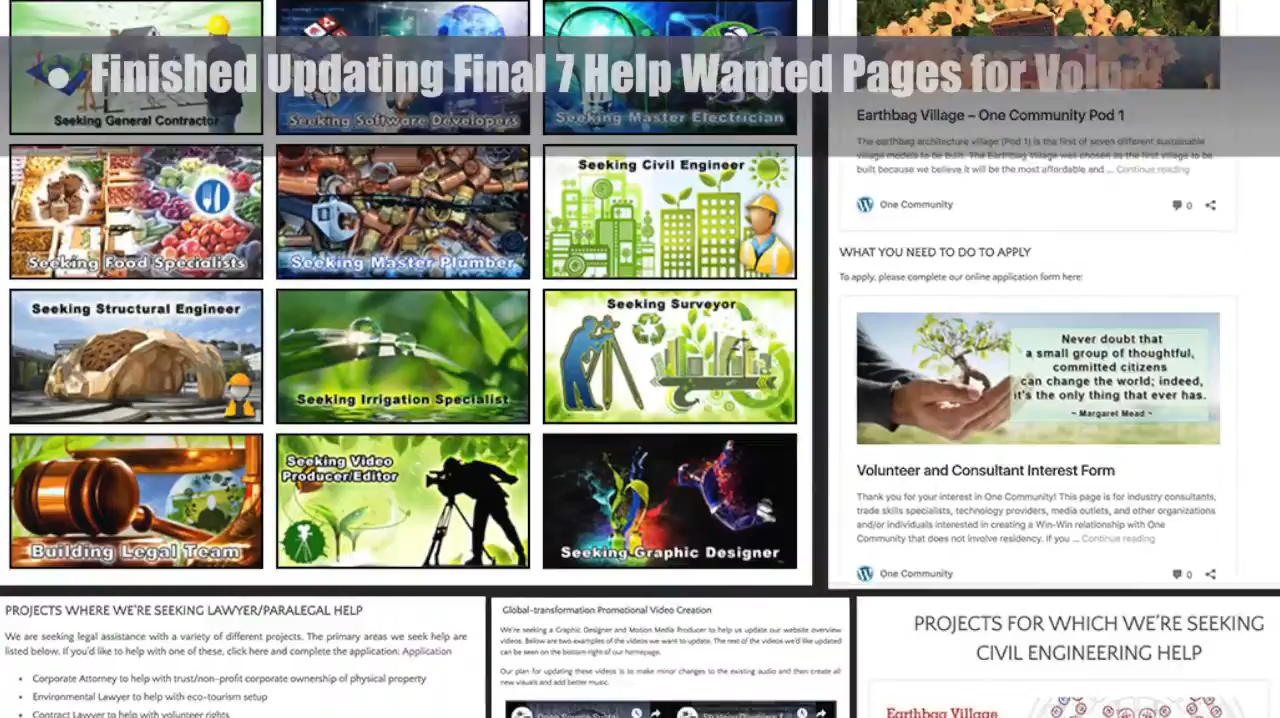 • Finished Updating Final 7 Help Wanted Pages for Volu
Seeking General Contractor
Seeking Software Developers
Seeking Master Electrician
Seeking Food Specialists
Seeking Master Plumber
Seeking Civil Engineer
Seeking Structural Engineer
Seeking Irrigation Specialist
Seeking Surveyor
Building Legal Team
Seeking Video
Producer/Editor
Seeking Graphic Designer
Earthbag Village – One Community Pod 1
The earthbag architecture village (Pod 1) is the first of seven different sustainable
village models to be built. The Earthbag Village was chosen as the first village to be
built because we believe it will be the most affordable and ... Continue reading
One Community
0
WHAT YOU NEED TO DO TO APPLY
To apply, please complete our online application form here:
Never doubt that
a small group of thoughtful,
committed citizens
can change the world; indeed,
it's the only thing that ever has.
~ Margaret Mead ~
Volunteer and Consultant Interest Form
Thank you for your interest in One Community! This page is for industry consultants,
trade skills specialists, technology providers, media outlets, and other organizations
and/or individuals interested in creating a Win-Win relationship with One
Community that does not involve residency. If you ... Continue reading
One Community
0
PROJECTS WHERE WE'RE SEEKING LAWYER/PARALEGAL HELP
We are seeking legal assistance with a variety of different projects. The primary areas we seek help are
listed below. If you'd like to help with one of these, click here and complete the application: Application
• Corporate Attorney to help with trust/non-profit corporate ownership of physical property
• Environmental Lawyer to help with eco-tourism setup
• Contract Lawyer to help with volunteer rights
Global-transformation Promotional Video Creation
We're seeking a Graphic Designer and Motion Media Producer to help us update our website overview
videos. Below are two examples of the videos we want to update. The rest of the videos we'd like updated
can be seen on the bottom right of our homepage.
Our plan for updating these videos is to make minor changes to the existing audio and then create all
new visuals and add better music.
PROJECTS FOR WHICH WE'RE SEEKING
CIVIL ENGINEERING HELP
Earthbag Village